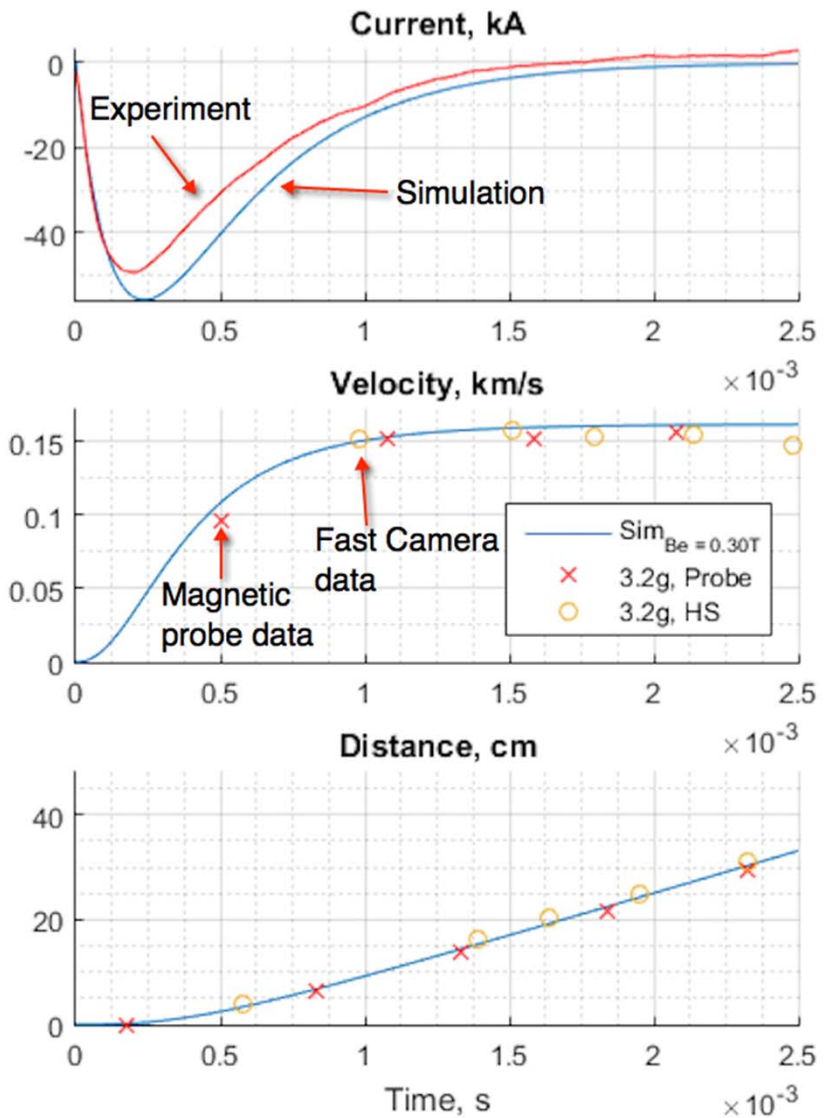 Current, kA
0
-20
-40
Experiment
Simulation
0 0.5 1 1.5 2 2.5
×10⁻³
Velocity, km/s
0.15
0.1
0.05
0
Fast Camera
data
Magnetic
probe data
Sim_Be = 0.30T
3.2g, Probe
3.2g, HS
0 0.5 1 1.5 2 2.5
×10⁻³
Distance, cm
40
20
0
0 0.5 1 1.5 2 2.5
Time, s
×10⁻³